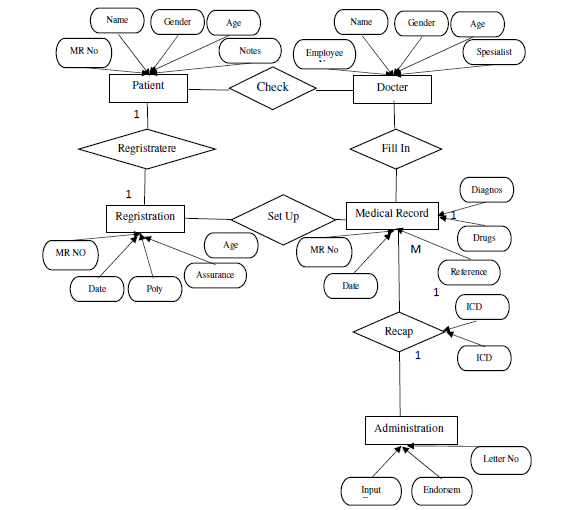 Name
Gender
Age
Name
Gender
Age
MR No
Notes
Employee
Spesialist
Patient
Check
Docter
1
Regristratere
Fill In
1
Diagnos
Regristration
Set Up
Medical Record
1
MR NO
Age
MR No
M
Drugs
Assurance
Reference
Date
Poly
Date
1
ICD
Recap
1
ICD
Administration
Letter No
Input
Endorsem